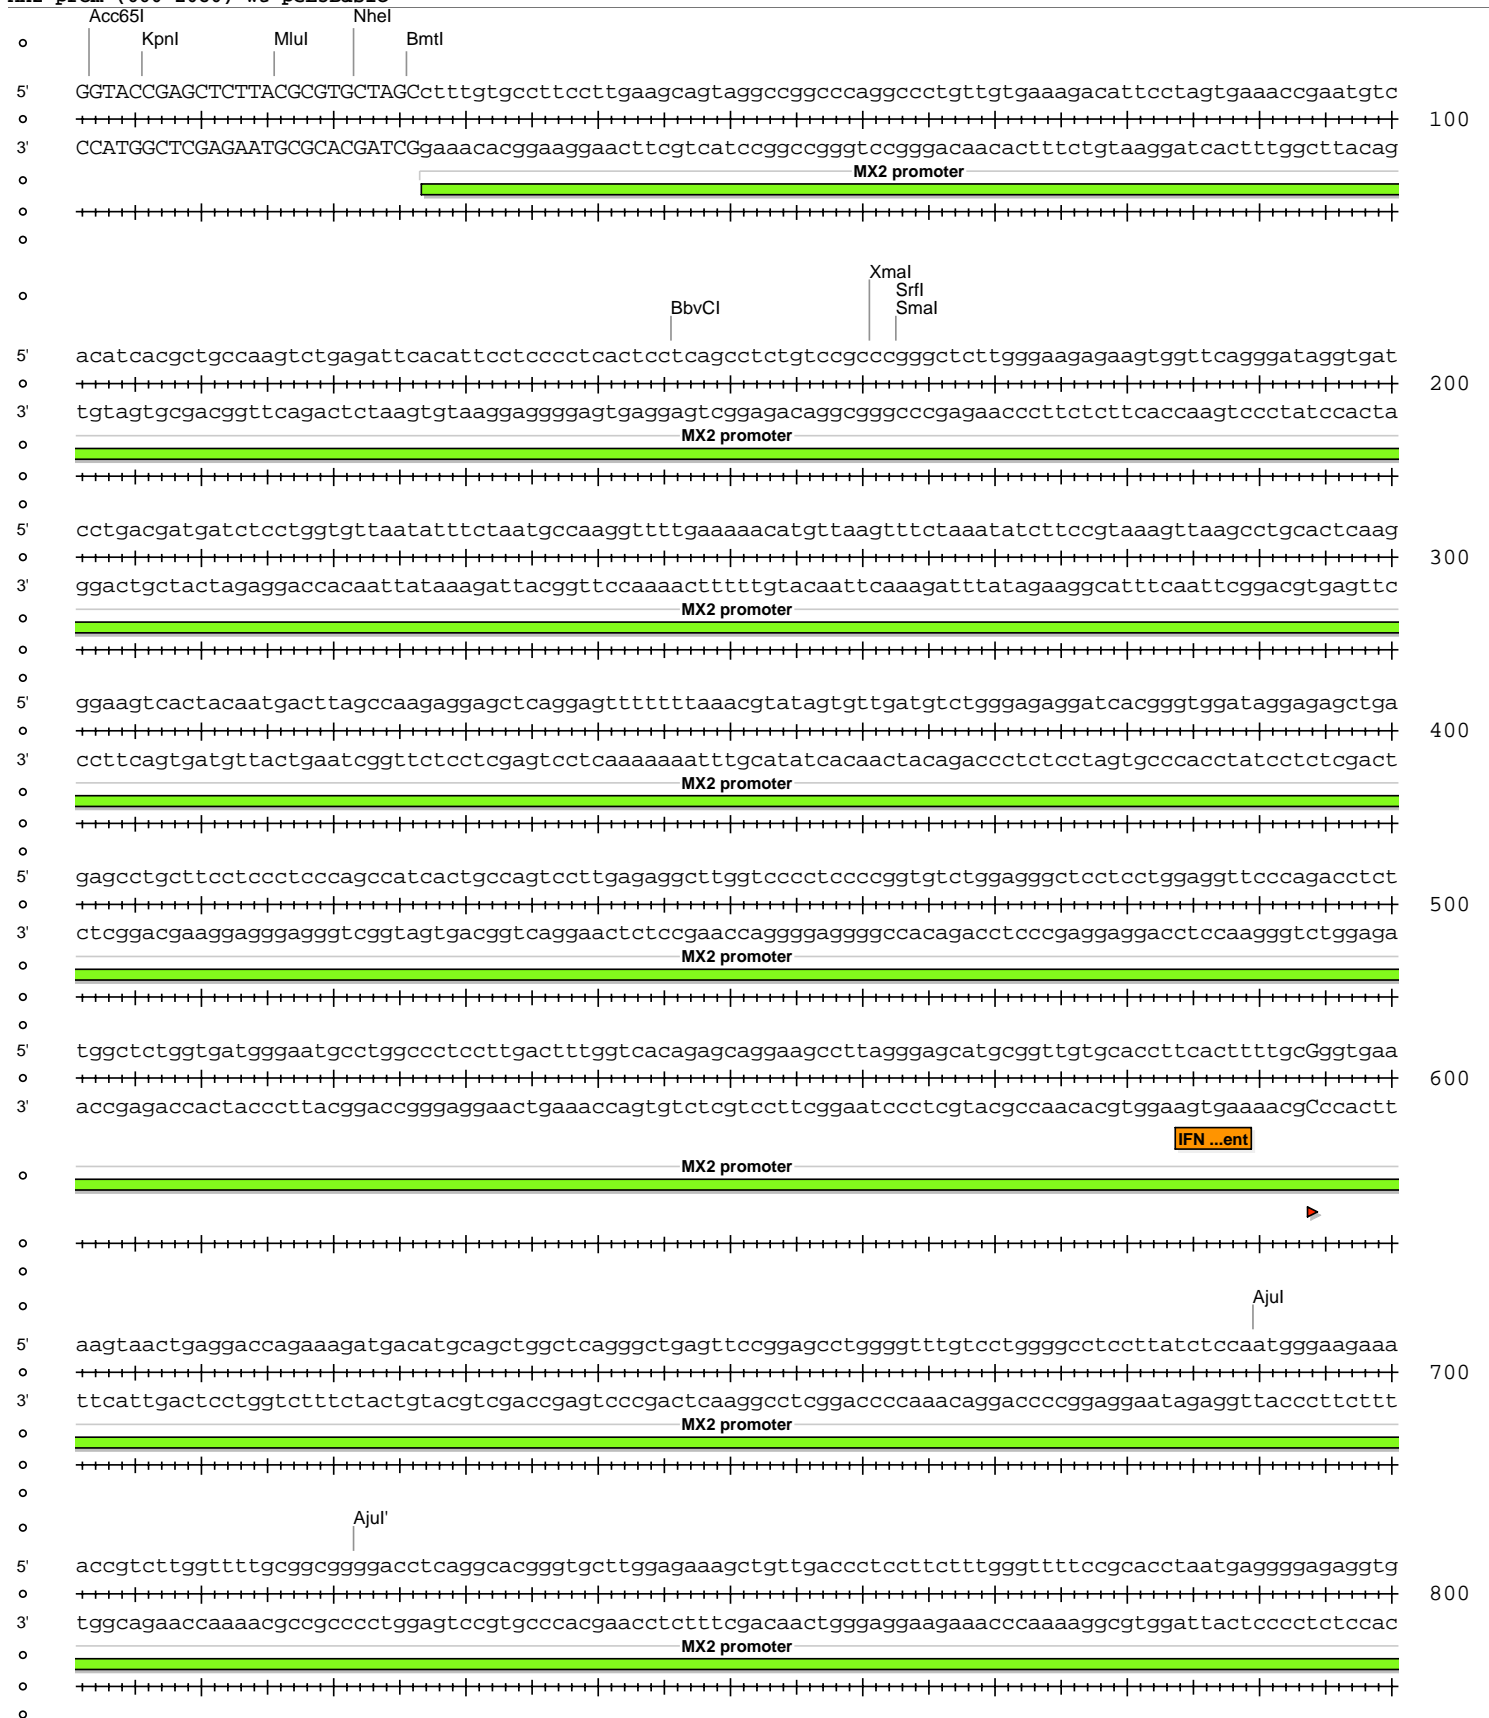 Acc65I NheI
KpnI MluI BmtI
5' GGTACCGAGCTCTTACGCGTGCTAGCctttgtgccttccttgaagcagtaggccggcccaggccctgttgtgaaagacattcctagtgaaaccgaatgtc
100
3' CCATGGCTCGAGAATGCGCACGATCGgaaacacggaaggaacttcgtcatccggccgggtccgggacaacactttctgtaaggatcactttggcttacag
MX2 promoter
XmaI
SrfI
BbvCI SmaI
5' acatcacgctgccaagtctgagattcacattcctcccctcactcctcagcctctgtccgcccgggctcttgggaagagaagtggttcagggataggtgat
200
3' tgtagtgcgacggttcagactctaagtgtaaggaggggagtgaggagtcggagacaggcgggcccgagaacccttctcttcaccaagtccctatccacta
MX2 promoter
5' cctgacgatgatctcctggtgttaatatttctaatgccaaggttttgaaaaacatgttaagtttctaaatatcttccgtaaagttaagcctgcactcaag
300
3' ggactgctactagaggaccacaattataaagattacggttccaaaactttttgtacaattcaaagatttatagaaggcatttcaattcggacgtgagttc
MX2 promoter
5' ggaagtcactacaatgacttagccaagaggagctcaggagtttttttaaacgtatagtgttgatgtctgggagaggatcacgggtggataggagagctga
400
3' ccttcagtgatgttactgaatcggttctcctcgagtcctcaaaaaaatttgcatatcacaactacagaccctctcctagtgcccacctatcctctcgact
MX2 promoter
5' gagcctgcttcctccctcccagccatcactgccagtccttgagaggcttggtcccctccccggtgtctggagggctcctcctggaggttcccagacctct
500
3' ctcggacgaaggagggagggtcggtagtgacggtcaggaactctccgaaccaggggaggggccacagacctcccgaggaggacctccaagggtctggaga
MX2 promoter
5' tggctctggtgatgggaatgcctggccctccttgactttggtcacagagcaggaagccttagggagcatgcggttgtgcaccttcacttttgcGggtgaa
600
3' accgagaccactacccttacggaccgggaggaactgaaaccagtgtctcgtccttcggaatccctcgtacgccaacacgtggaagtgaaaacgCccactt
IFN ...ent
MX2 promoter
AjuI
5' aagtaactgaggaccagaaagatgacatgcagctggctcagggctgagttccggagcctggggtttgtcctggggcctccttatctccaatgggaagaaa
700
3' ttcattgactcctggtctttctactgtacgtcgaccgagtcccgactcaaggcctcggaccccaaacaggaccccggaggaatagaggttacccttcttt
MX2 promoter
AjuI'
5' accgtcttggttttgcggcggggacctcaggcacgggtgcttggagaaagctgttgaccctccttctttgggttttccgcacctaatgaggggagaggtg
800
3' tggcagaaccaaaacgccgcccctggagtccgtgcccacgaacctctttcgacaactgggaggaagaaacccaaaaggcgtggattactcccctctccac
MX2 promoter